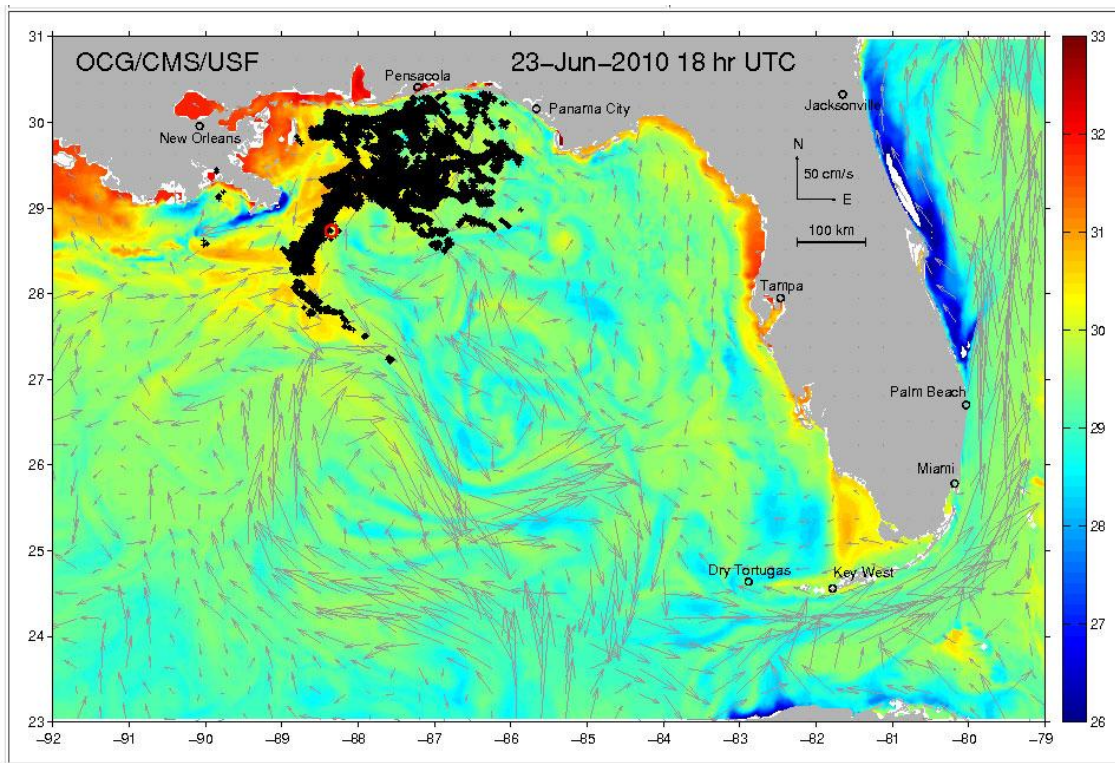 OCG/CMS/USF
23-Jun-2010 18 hr UTC
Pensacola
Panama City
New Orleans
Jacksonville
N
50 cm/s
E
100 km
Tampa
Palm Beach
Miami
Dry Tortugas
Key West
31
30
29
28
27
26
25
24
23
-92
-91
-90
-89
-88
-87
-86
-85
-84
-83
-82
-81
-80
-79
33
32
31
30
29
28
27
26